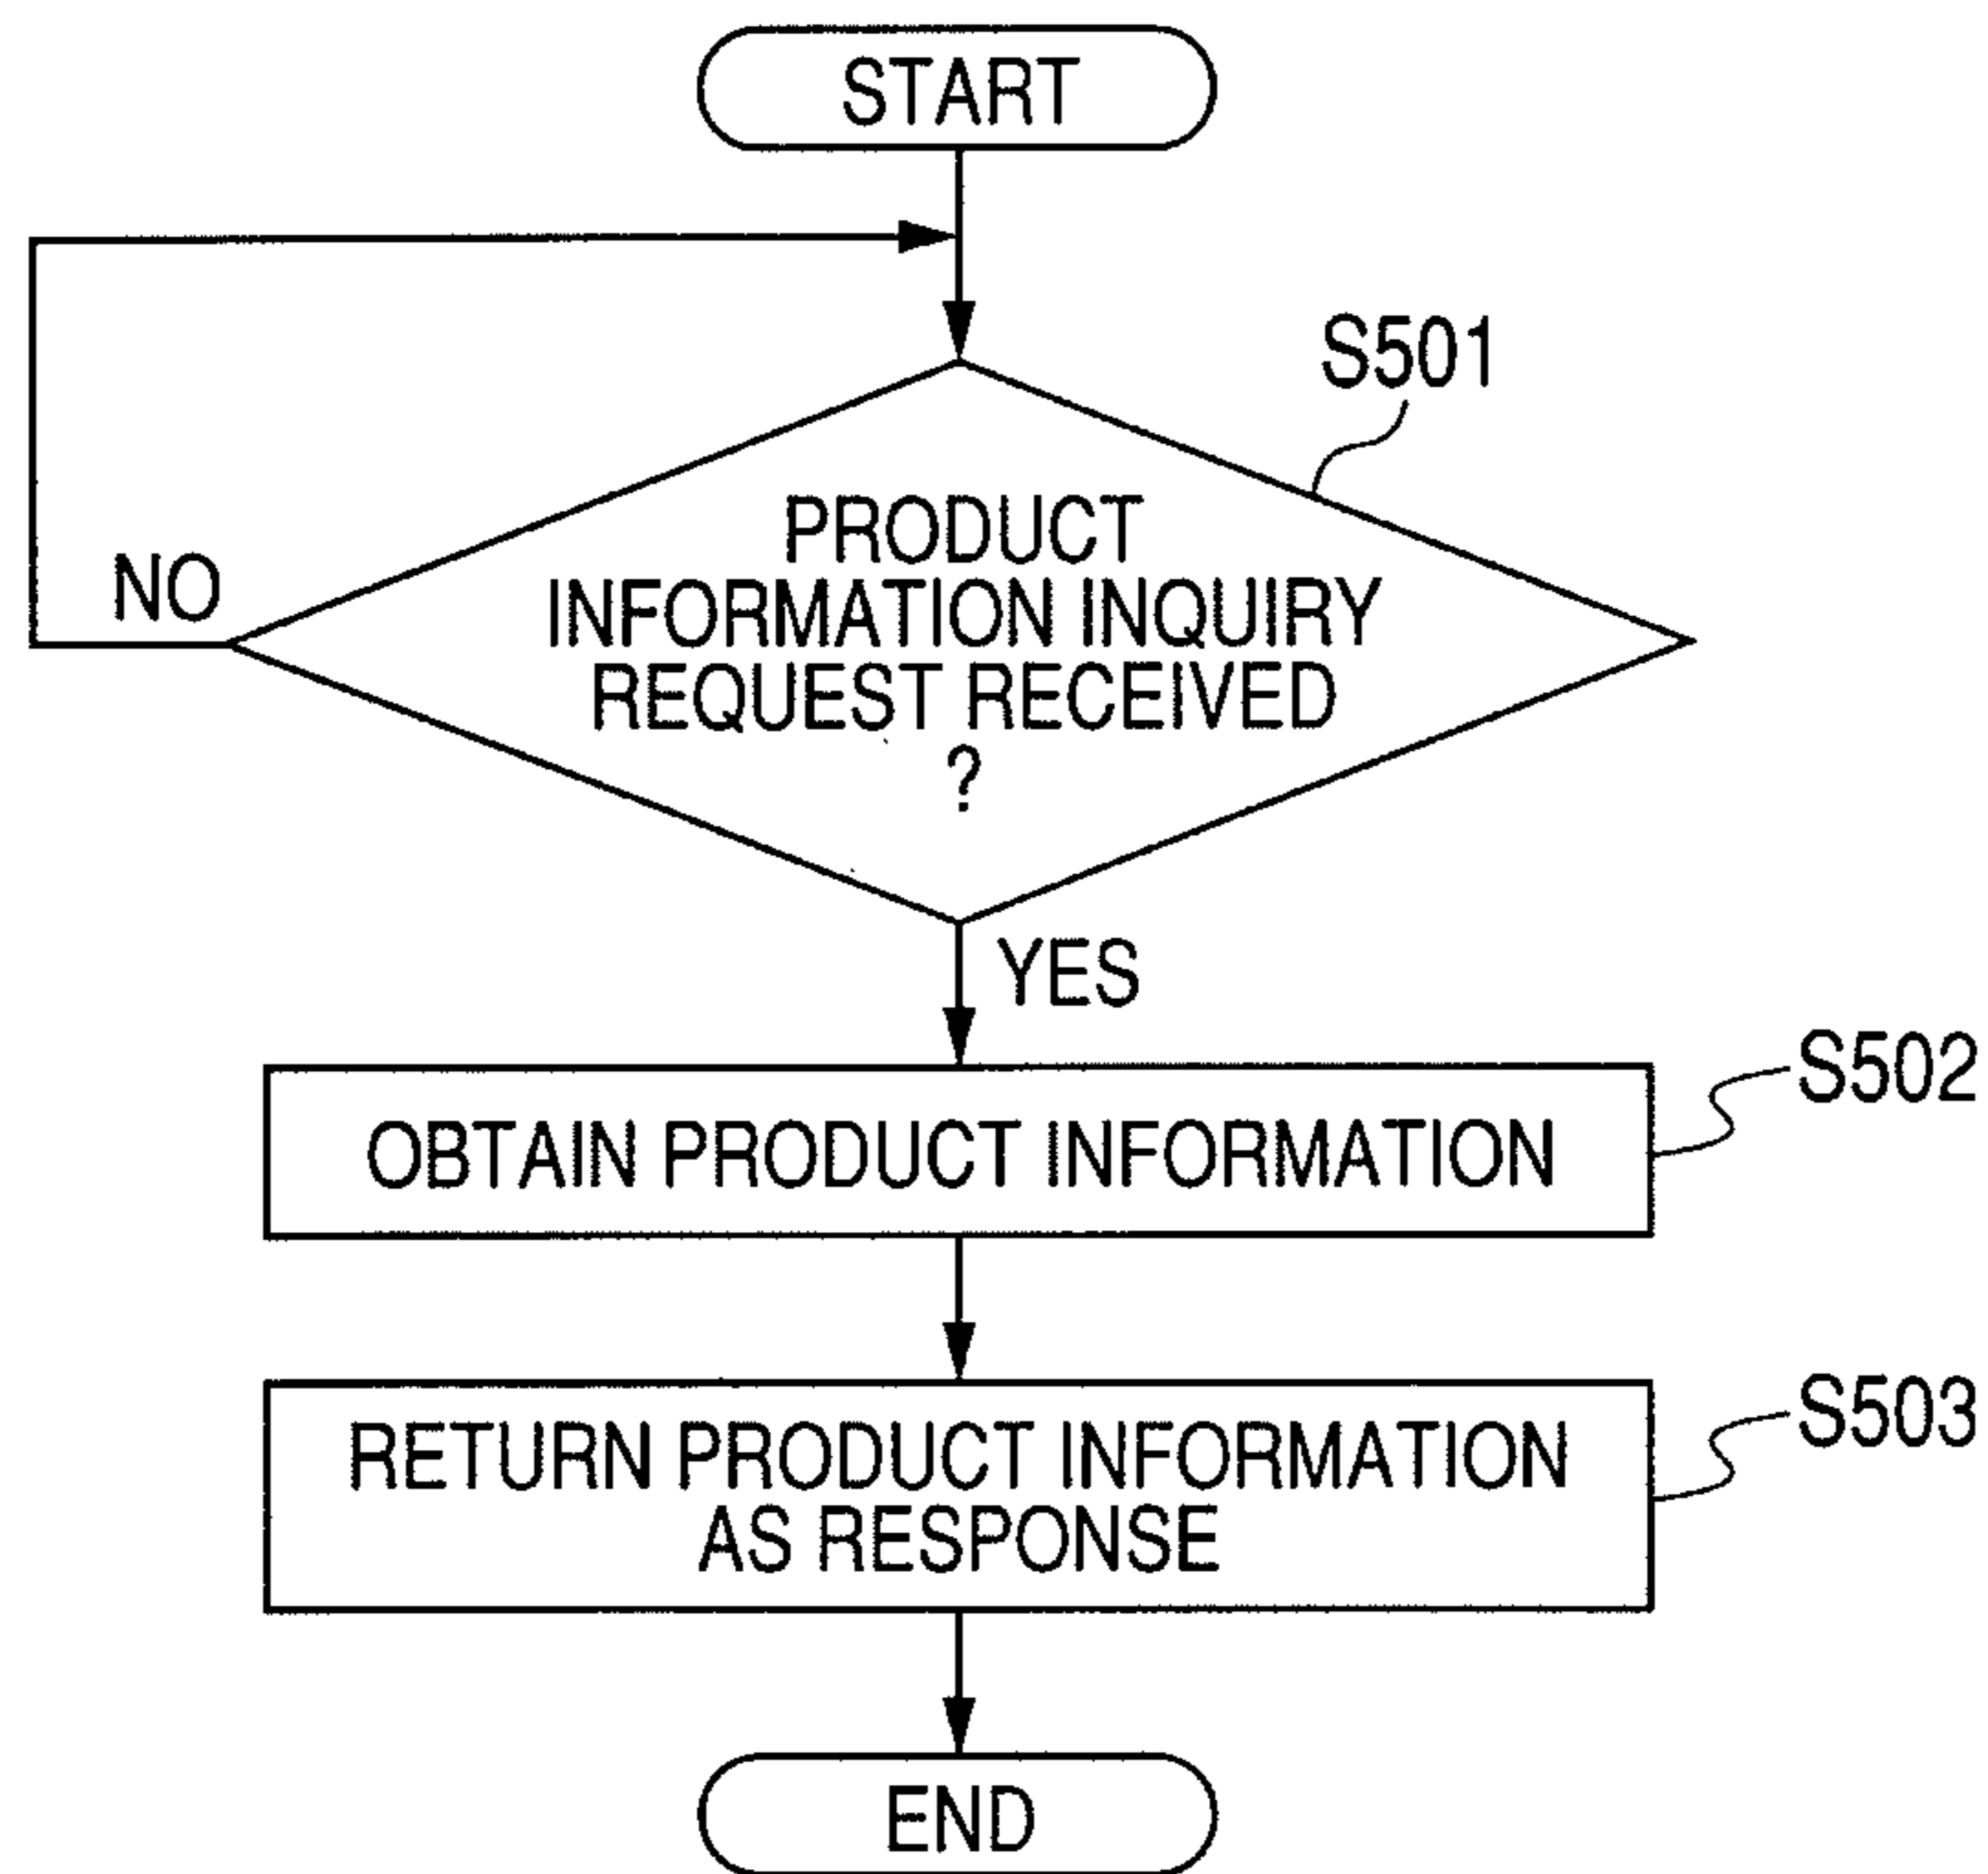 START
S501
PRODUCT
INFORMATION INQUIRY
REQUEST RECEIVED
?
NO
YES
S502
OBTAIN PRODUCT INFORMATION
S503
RETURN PRODUCT INFORMATION
AS RESPONSE
END